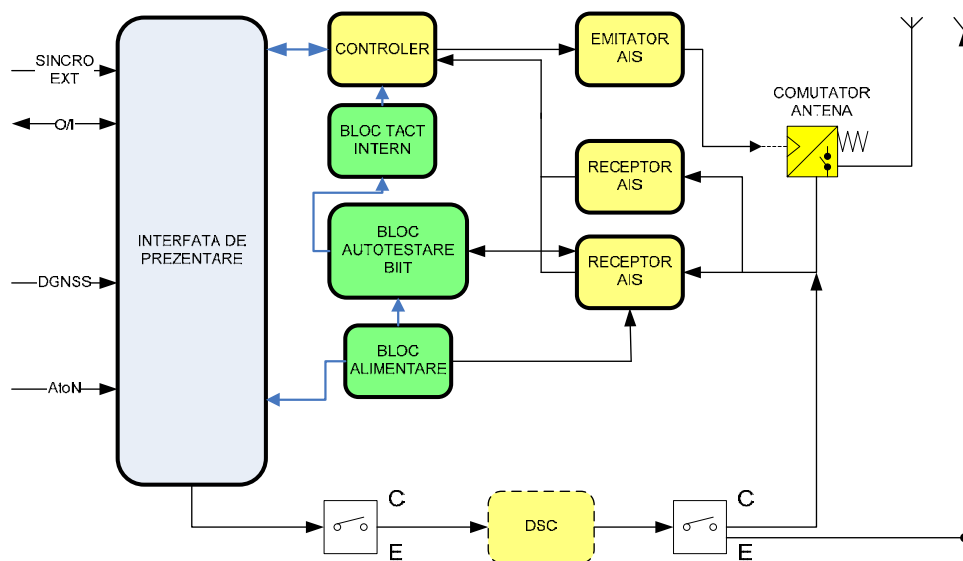 SINCRO
EXT
O/I
DGNSS
AtoN
INTERFATA DE
PREZENTARE
CONTROLER
BLOC TACT
INTERN
BLOC
AUTOTESTARE
BIIT
BLOC
ALIMENTARE
EMITATOR
AIS
RECEPTOR
AIS
RECEPTOR
AIS
COMUTATOR
ANTENA
C
E
DSC
C
E